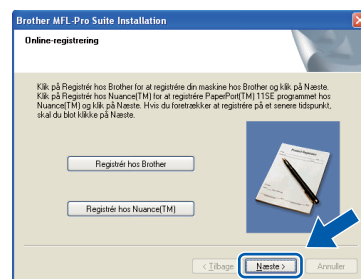 Brother MFL-Pro Suite Installation
Online-registrering
Klik på Registrér hos Brother for at registrére din maskine hos Brother og klik på Næste.
Klik på Registrér hos Nuance(TM) for at registrére PaperPort(TM) 11SE programmet hos
Nuance(TM) og klik på Næste. Hvis du foretrækker at registrére på et senere tidspunkt,
skal du blot klikke på Næste.
Registrér hos Brother
Registrér hos Nuance(TM)
< Tilbage
Næste >
Annuller